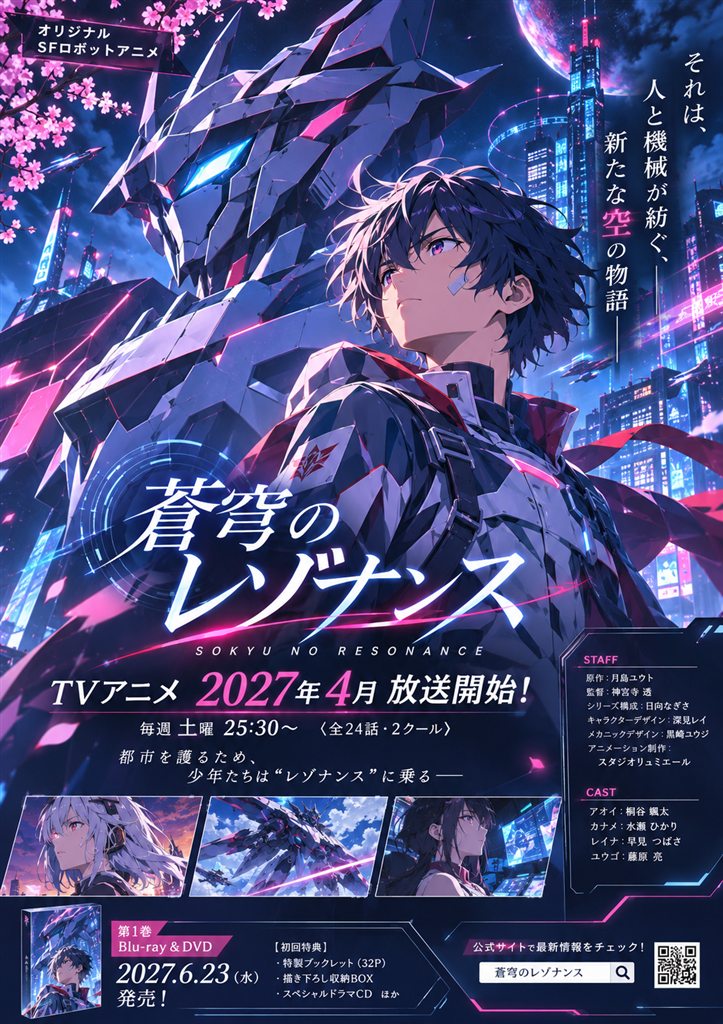 オリジナル
SFロボットアニメ
それは、
人と機械が紡ぐ、――
新たな空の物語――
蒼穹の
レゾナンス
SOKYU NO RESONANCE
TVアニメ 2027年4月 放送開始！
毎週 土曜 25:30～ 〈全24話・2クール〉
都市を護るため、
少年たちは“レゾナンス”に乗る――
STAFF
原作：月島ユウト
監督：神宮寺 透
シリーズ構成：日向なぎさ
キャラクターデザイン：深見レイ
メカニックデザイン：黒崎ユウジ
アニメーション制作：
スタジオリュミエール
CAST
アオイ：桐谷 颯太
カナメ：水瀬 ひかり
レイナ：早見 つばさ
ユウゴ：藤原 亮
第1巻
Blu-ray & DVD
2027.6.23（水）
発売！
【初回特典】
・特製ブックレット（32P）
・描き下ろし収納BOX
・スペシャルドラマCD ほか
公式サイトで最新情報をチェック！
蒼穹のレゾナンス